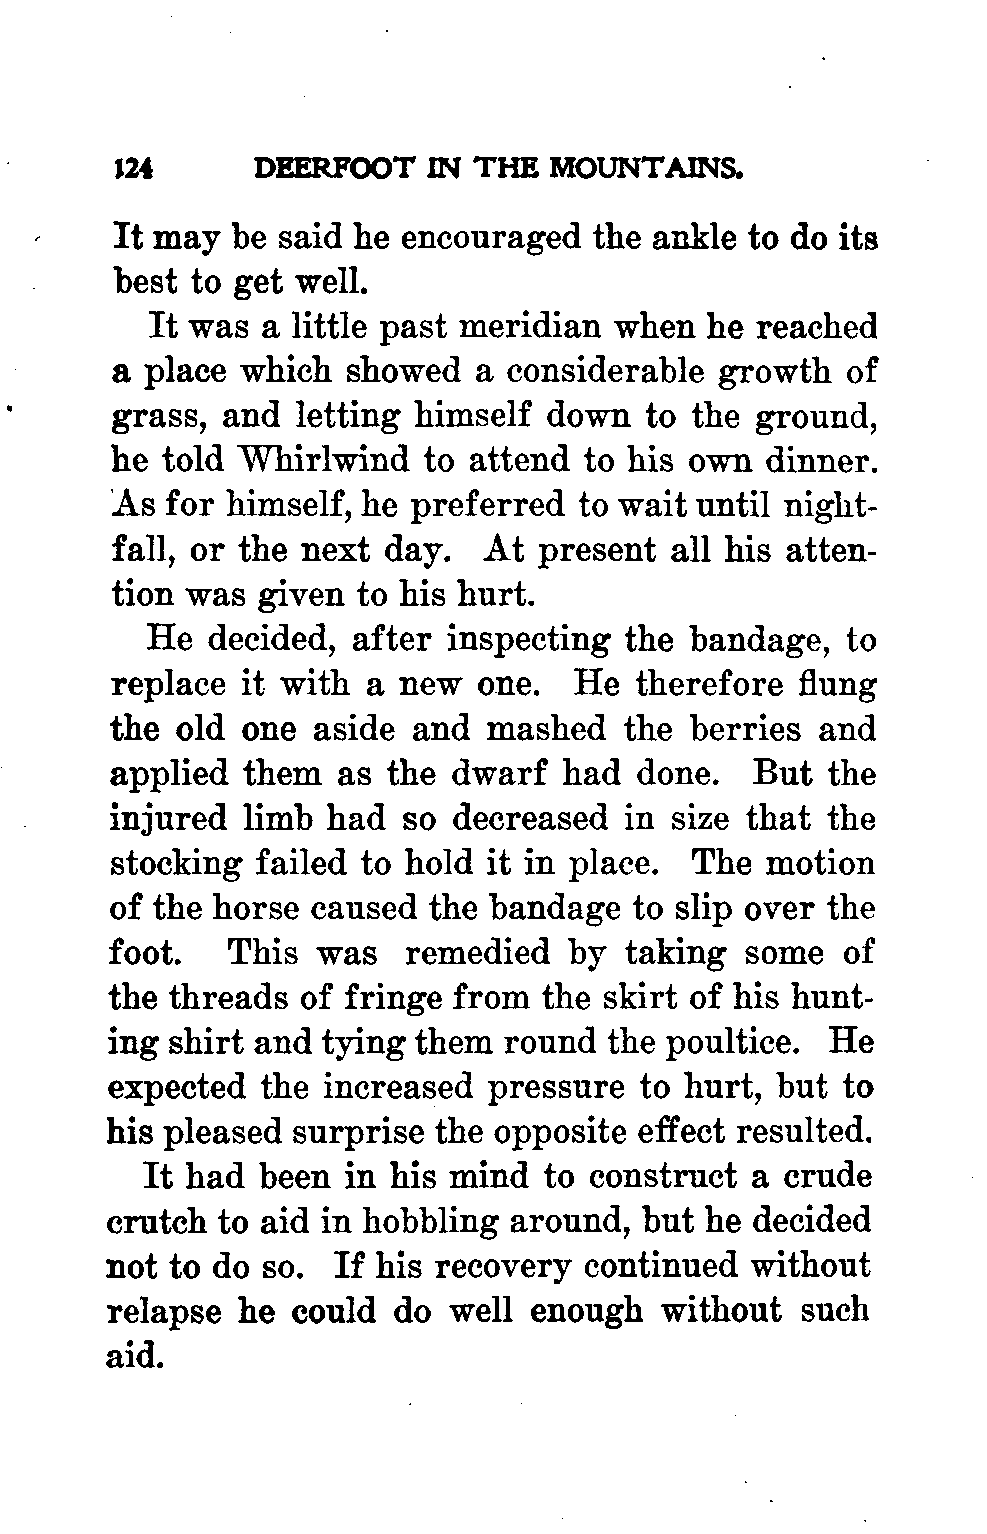 124 DEERFOOT IN THE MOUNTAINS.
It may be said he encouraged the ankle to do its
best to get well.
It was a little past meridian when he reached
a place which showed a considerable growth of
grass, and letting himself down to the ground,
he told Whirlwind to attend to his own dinner.
As for himself, he preferred to wait until night-
fall, or the next day. At present all his atten-
tion was given to his hurt.
He decided, after inspecting the bandage, to
replace it with a new one. He therefore flung
the old one aside and mashed the berries and
applied them as the dwarf had done. But the
injured limb had so decreased in size that the
stocking failed to hold it in place. The motion
of the horse caused the bandage to slip over the
foot. This was remedied by taking some of
the threads of fringe from the skirt of his hunt-
ing shirt and tying them round the poultice. He
expected the increased pressure to hurt, but to
his pleased surprise the opposite effect resulted.
It had been in his mind to construct a crude
crutch to aid in hobbling around, but he decided
not to do so. If his recovery continued without
relapse he could do well enough without such
aid.